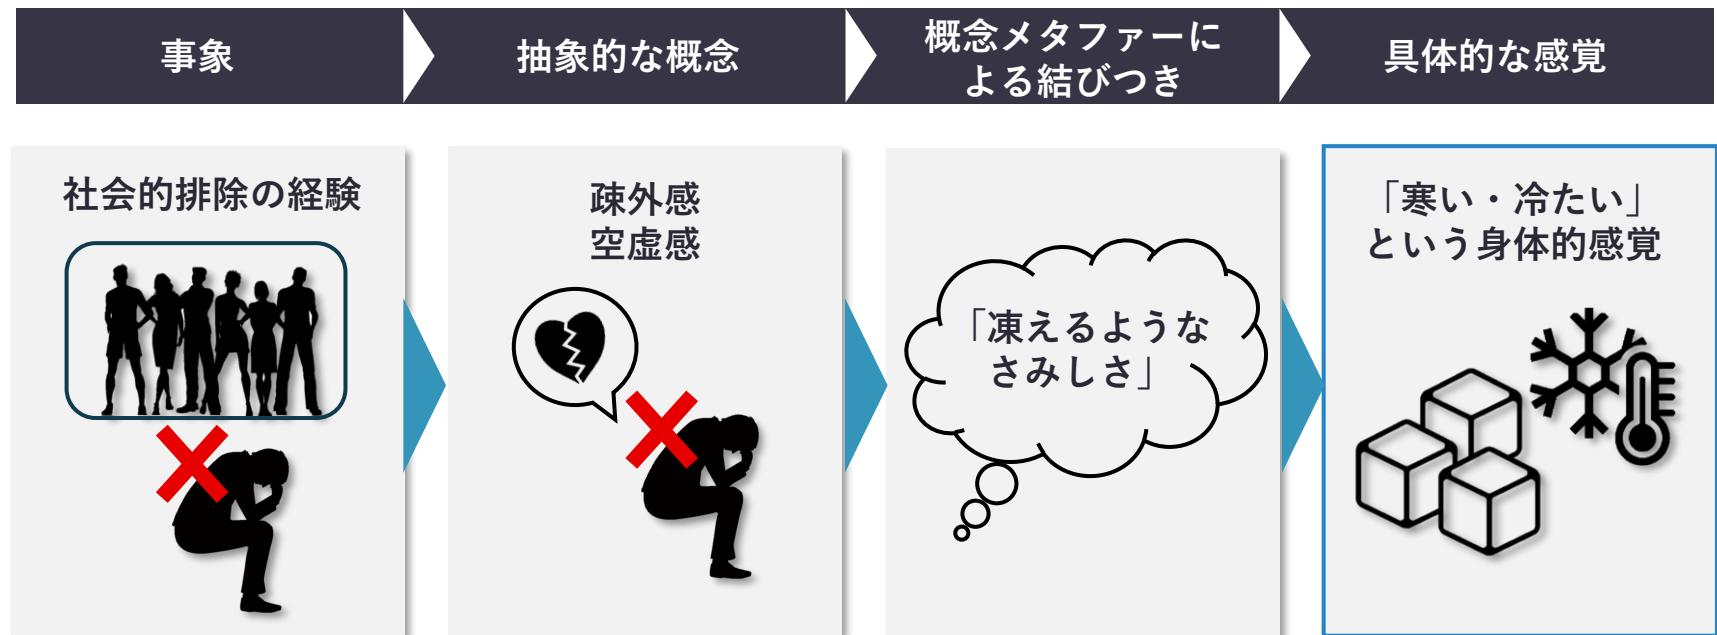 事象
抽象的な概念
概念メタファーに
よる結びつき
具体的な感覚
社会的排除の経験
疎外感
空虚感
「凍えるような
さみしさ」
「寒い・冷たい」
という身体的感覚